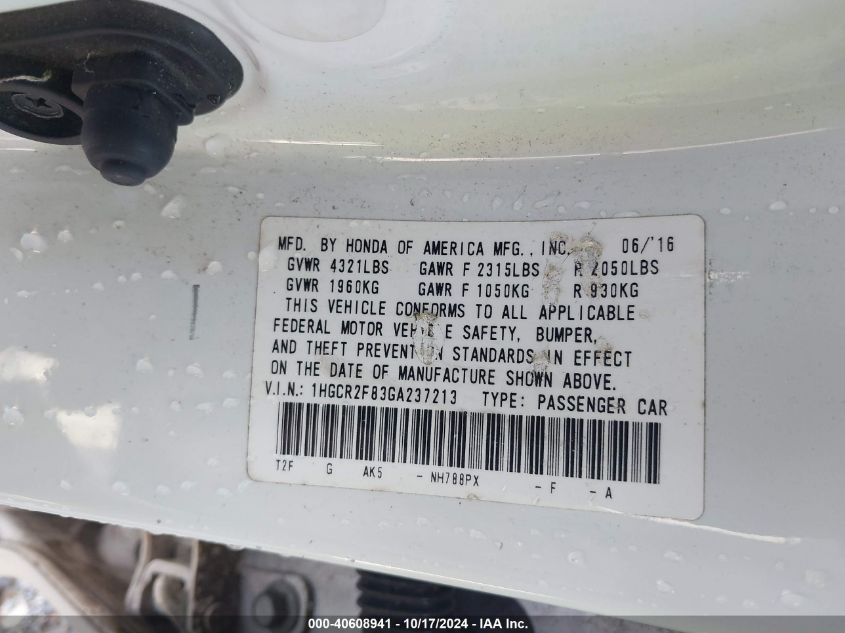 MFD. BY HONDA OF AMERICA MFG., INC. 06/'16
GVWR 4321LBS GAWR F 2315LBS R 2050LBS
GVWR 1960KG GAWR F 1050KG R 930KG
THIS VEHICLE CONFORMS TO ALL APPLICABLE
FEDERAL MOTOR VEHICLE SAFETY, BUMPER,
AND THEFT PREVENTION STANDARDS IN EFFECT
ON THE DATE OF MANUFACTURE SHOWN ABOVE.
V.I.N.: 1HGCR2F83GA237213 TYPE: PASSENGER CAR
T2F G AK5 - NH788PX - F - A
000-40608941 - 10/17/2024 - IAAI.com